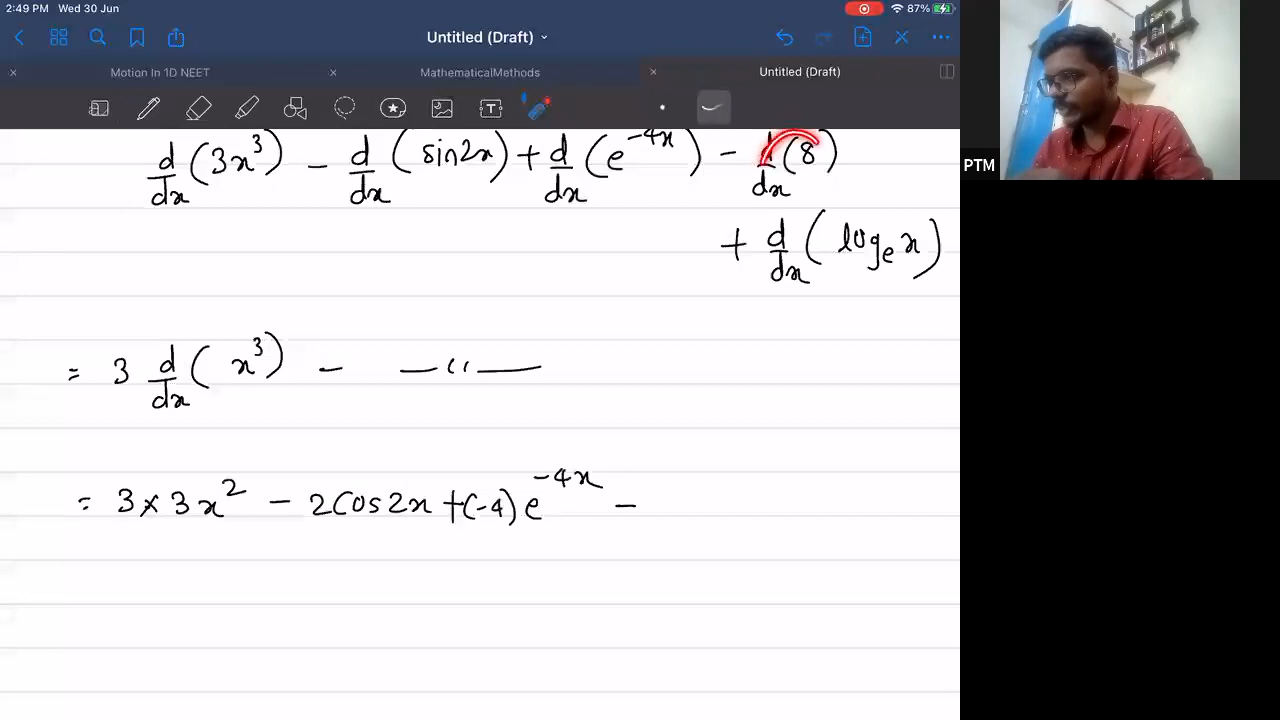 2:49 PM Wed 30 Jun
87%
Untitled (Draft)
Motion In 1D NEET
MathematicalMethods
Untitled (Draft)
PTM
d/dx (3x³) − d/dx (sin2x) + d/dx (e⁻⁴ˣ) − d/dx (8)
+ d/dx (logₑx)
= 3 d/dx (x³) − —〃—
= 3×3x² − 2Cos2x +(-4)e⁻⁴ˣ −